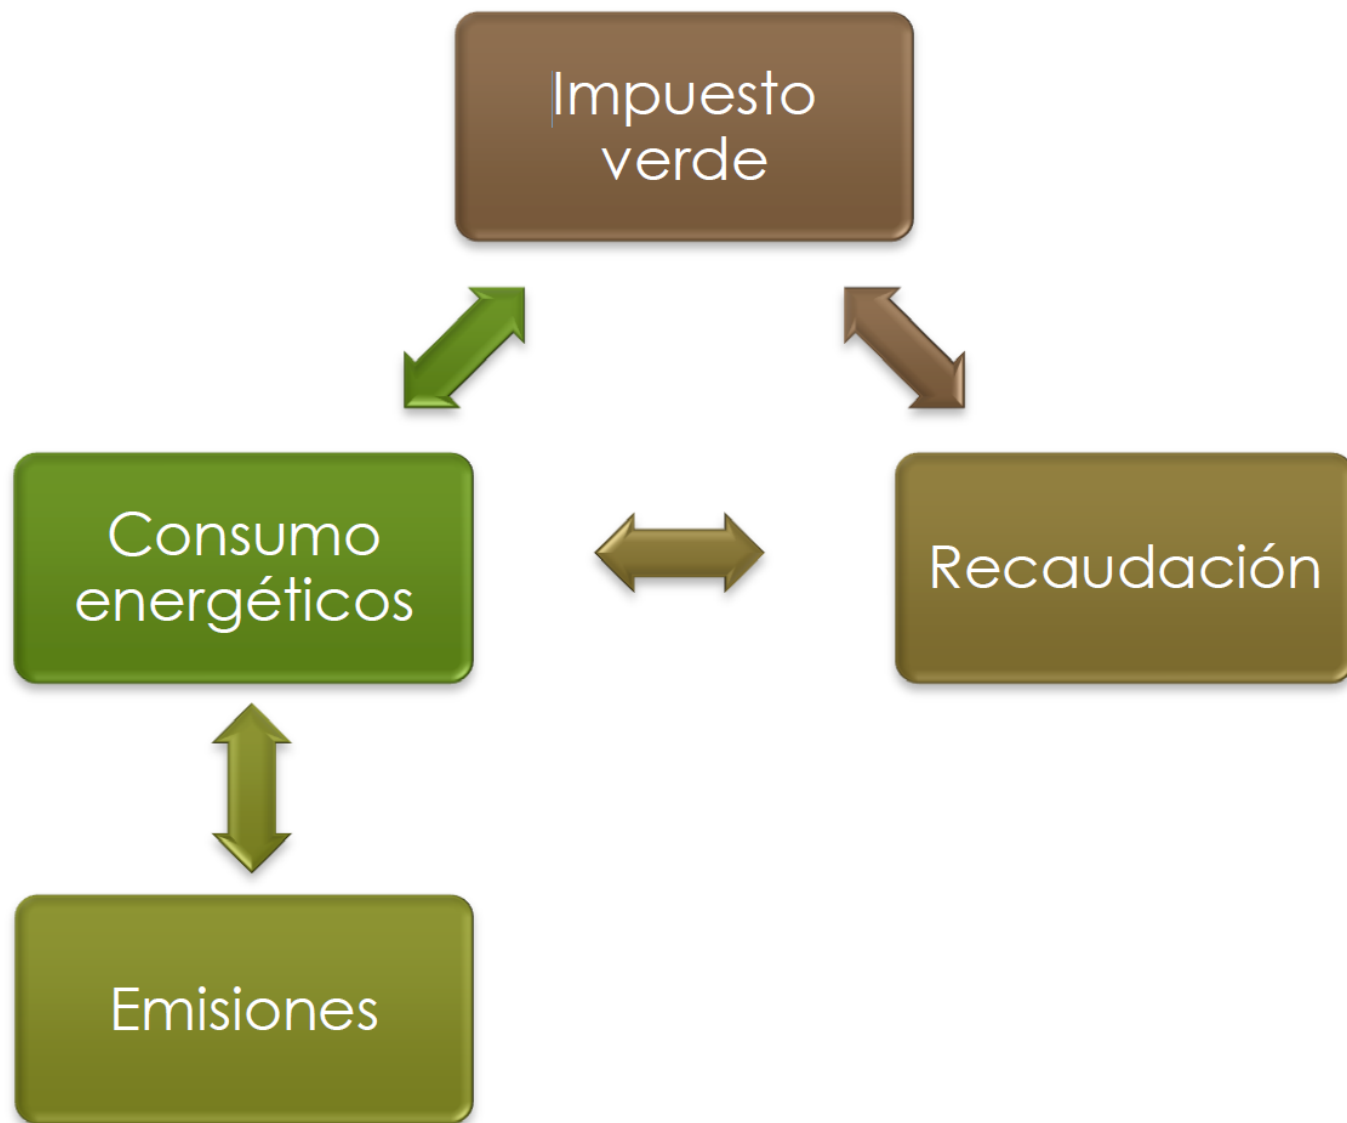 Impuesto
verde
Consumo
energéticos
Recaudación
Emisiones